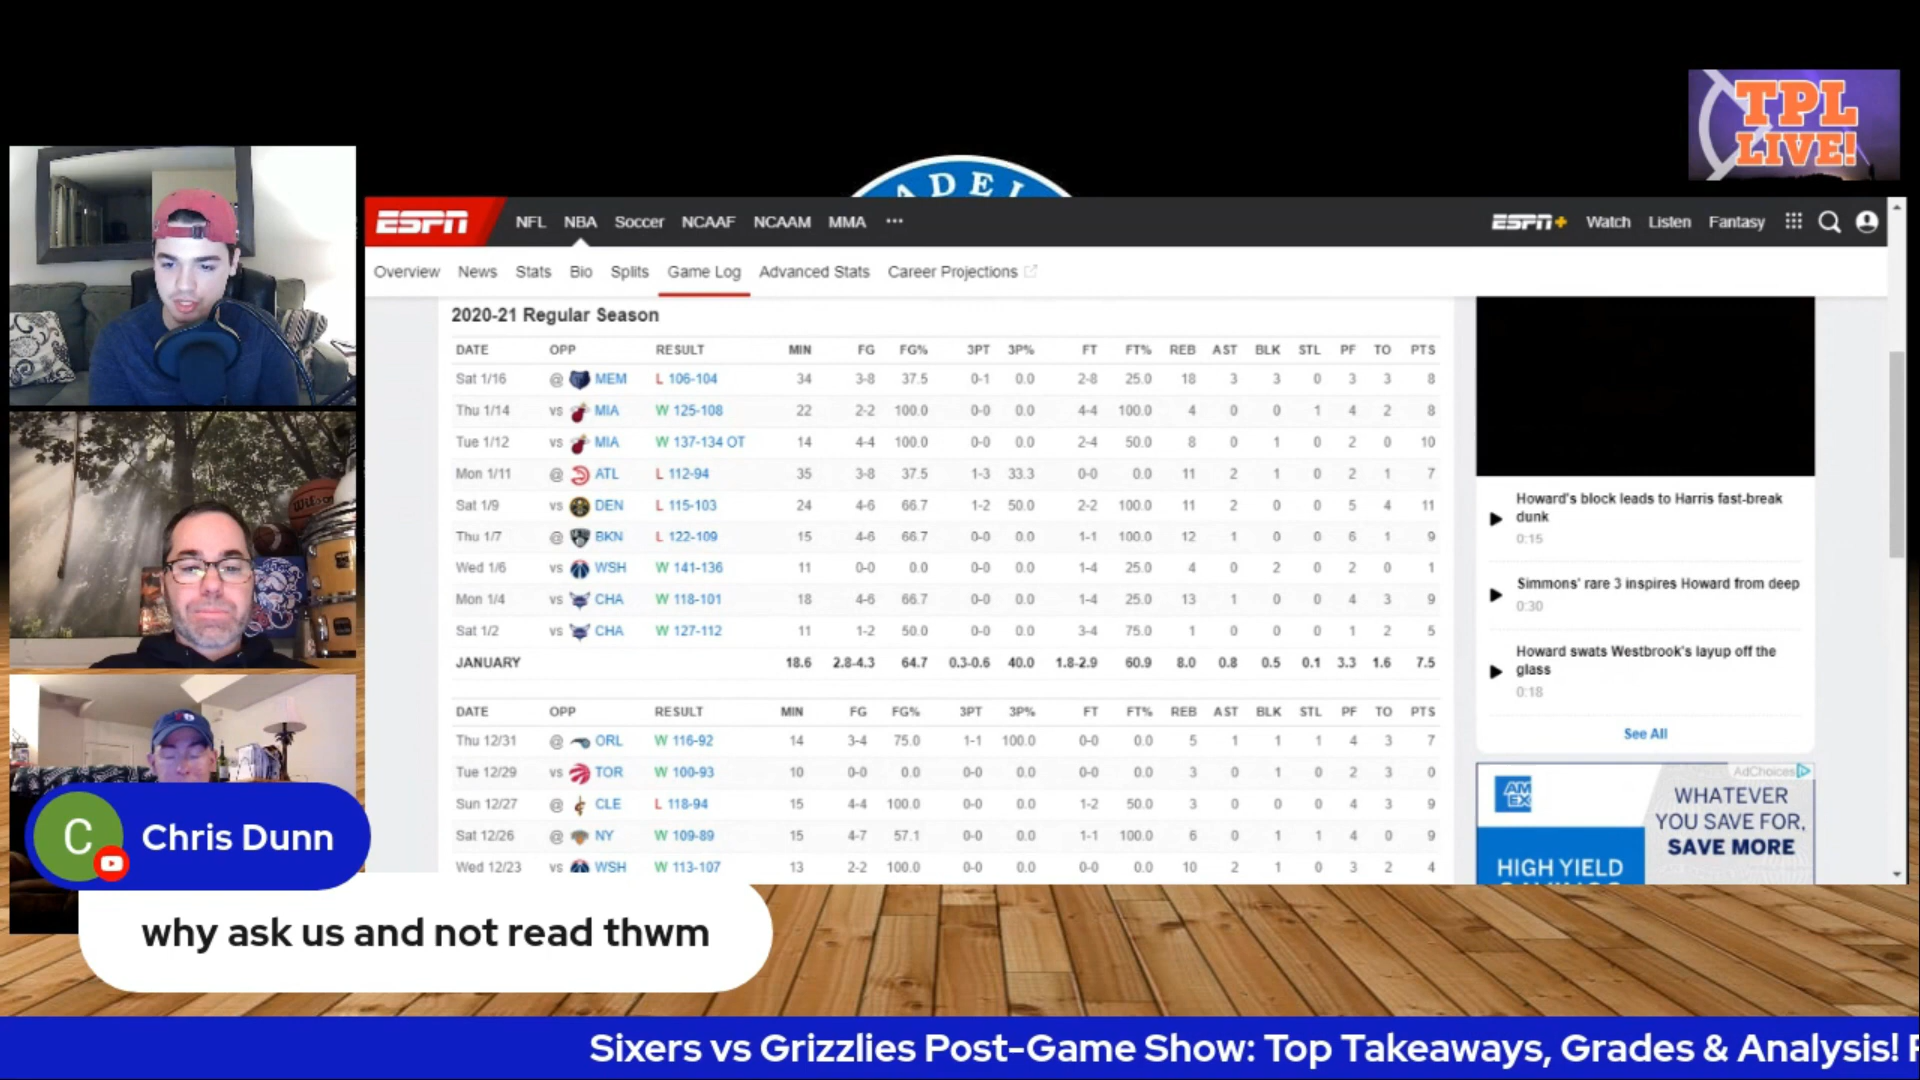 TPL
LIVE!
ADEL
ESPN NFL NBA Soccer NCAAF NCAAM MMA ••• ESPN+ Watch Listen Fantasy
Overview News Stats Bio Splits Game Log Advanced Stats Career Projections
2020-21 Regular Season
DATE OPP RESULT MIN FG FG% 3PT 3P% FT FT% REB AST BLK STL PF TO PTS
Sat 1/16 @ MEM L 106-104 34 3-8 37.5 0-1 0.0 2-8 25.0 18 3 3 0 3 3 8
Thu 1/14 vs MIA W 125-108 22 2-2 100.0 0-0 0.0 4-4 100.0 4 0 0 1 4 2 8
Tue 1/12 vs MIA W 137-134 OT 14 4-4 100.0 0-0 0.0 2-4 50.0 8 0 1 0 2 0 10
Mon 1/11 @ ATL L 112-94 35 3-8 37.5 1-3 33.3 0-0 0.0 11 2 1 0 2 1 7
Sat 1/9 vs DEN L 115-103 24 4-6 66.7 1-2 50.0 2-2 100.0 11 2 0 0 5 4 11
Thu 1/7 @ BKN L 122-109 15 4-6 66.7 0-0 0.0 1-1 100.0 12 1 0 0 6 1 9
Wed 1/6 vs WSH W 141-136 11 0-0 0.0 0-0 0.0 1-4 25.0 4 0 2 0 2 0 1
Mon 1/4 vs CHA W 118-101 18 4-6 66.7 0-0 0.0 1-4 25.0 13 1 0 0 4 3 9
Sat 1/2 vs CHA W 127-112 11 1-2 50.0 0-0 0.0 3-4 75.0 1 0 0 0 1 2 5
JANUARY 18.6 2.8-4.3 64.7 0.3-0.6 40.0 1.8-2.9 60.9 8.0 0.8 0.5 0.1 3.3 1.6 7.5
DATE OPP RESULT MIN FG FG% 3PT 3P% FT FT% REB AST BLK STL PF TO PTS
Thu 12/31 @ ORL W 116-92 14 3-4 75.0 1-1 100.0 0-0 0.0 5 1 1 1 4 3 7
Tue 12/29 vs TOR W 100-93 10 0-0 0.0 0-0 0.0 0-0 0.0 3 0 1 0 2 3 0
Sun 12/27 @ CLE L 118-94 15 4-4 100.0 0-0 0.0 1-2 50.0 3 0 0 0 4 3 9
Sat 12/26 @ NY W 109-89 15 4-7 57.1 0-0 0.0 1-1 100.0 6 0 1 1 4 0 9
Wed 12/23 vs WSH W 113-107 13 2-2 100.0 0-0 0.0 0-0 0.0 10 2 1 0 3 2 4
Howard's block leads to Harris fast-break
dunk
0:15
Simmons' rare 3 inspires Howard from deep
0:30
Howard swats Westbrook's layup off the
glass
0:18
See All
AdChoices
AM
EX
WHATEVER
YOU SAVE FOR,
SAVE MORE
HIGH YIELD
SAVINGS
Wilson
C Chris Dunn
why ask us and not read thwm
Sixers vs Grizzlies Post-Game Show: Top Takeaways, Grades & Analysis!